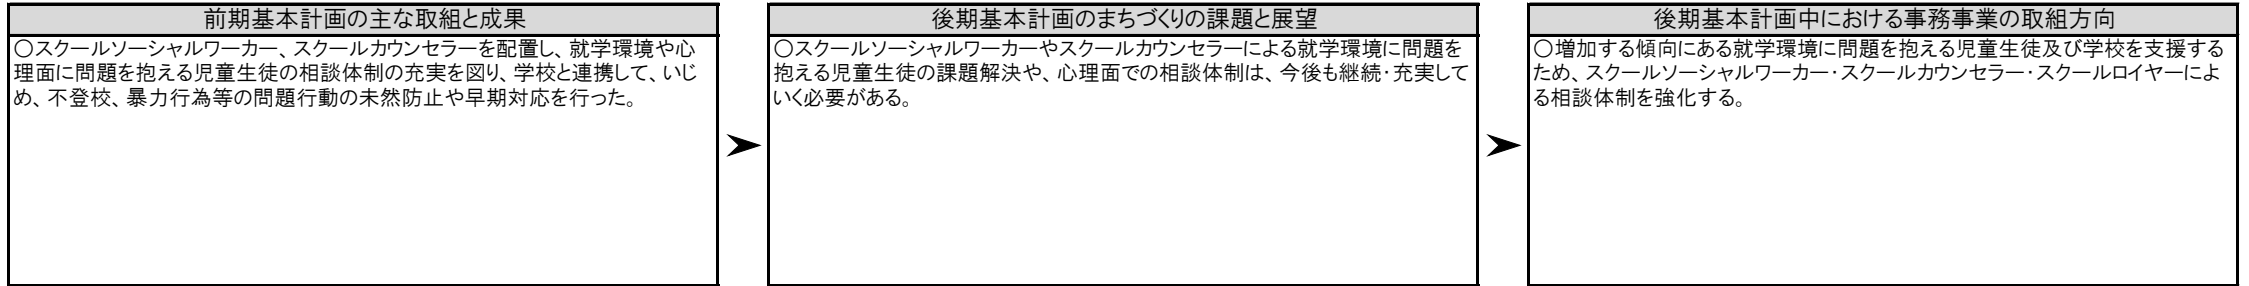 前期基本計画の主な取組と成果
〇スクールソーシャルワーカー、スクールカウンセラーを配置し、就学環境や心
理面に問題を抱える児童生徒の相談体制の充実を図り、学校と連携して、いじ
め、不登校、暴力行為等の問題行動の未然防止や早期対応を行った。
後期基本計画のまちづくりの課題と展望
〇スクールソーシャルワーカーやスクールカウンセラーによる就学環境に問題を
抱える児童生徒の課題解決や、心理面での相談体制は、今後も継続・充実して
いく必要がある。
後期基本計画中における事務事業の取組方向
〇増加する傾向にある就学環境に問題を抱える児童生徒及び学校を支援する
ため、スクールソーシャルワーカー・スクールカウンセラー・スクールロイヤーによ
る相談体制を強化する。